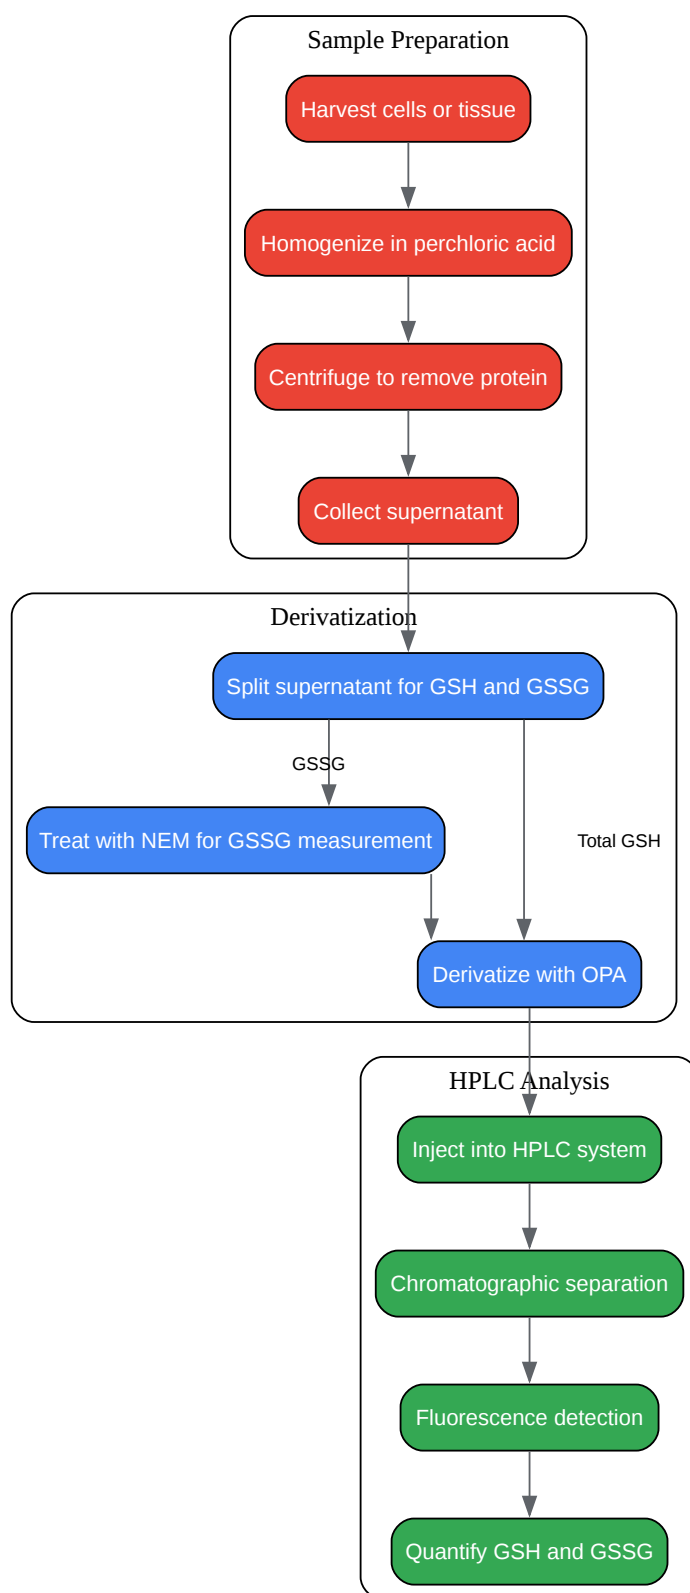 Sample Preparation
Harvest cells or tissue
Homogenize in perchloric acid
Centrifuge to remove protein
Collect supernatant
Derivatization
Split supernatant for GSH and GSSG
GSSG
Treat with NEM for GSSG measurement
Total GSH
Derivatize with OPA
HPLC Analysis
Inject into HPLC system
Chromatographic separation
Fluorescence detection
Quantify GSH and GSSG